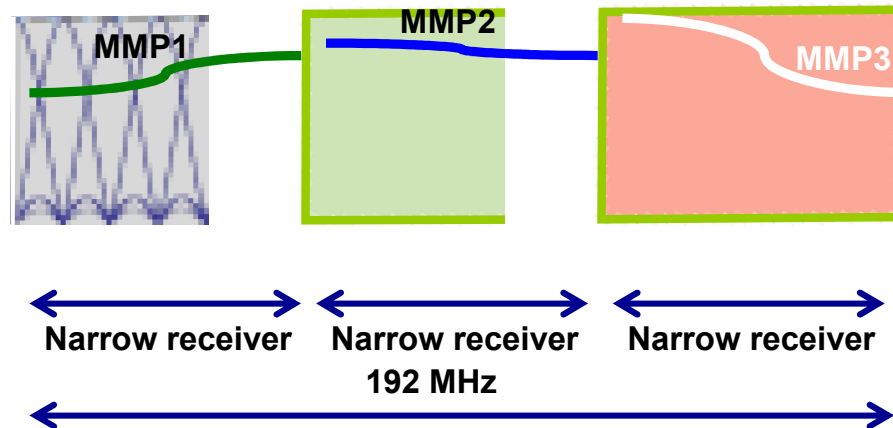 MMP1
MMP2
MMP3
Narrow receiver Narrow receiver Narrow receiver
192 MHz